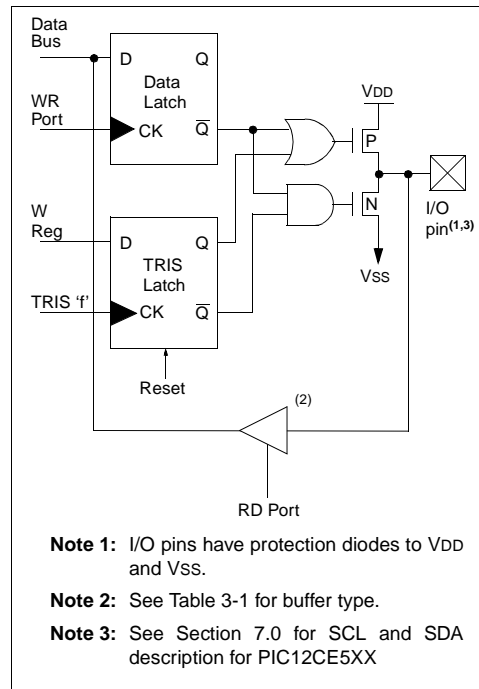 Data
Bus
D
Q
Data
Latch
VDD
WR
Port
CK
Q
P
N
I/O
pin(1,3)
W
Reg
D
Q
TRIS
Latch
VSS
TRIS ‘f’
CK
Q
Reset
(2)
RD Port
Note 1: I/O pins have protection diodes to VDD
and VSS.
Note 2: See Table 3-1 for buffer type.
Note 3: See Section 7.0 for SCL and SDA
description for PIC12CE5XX